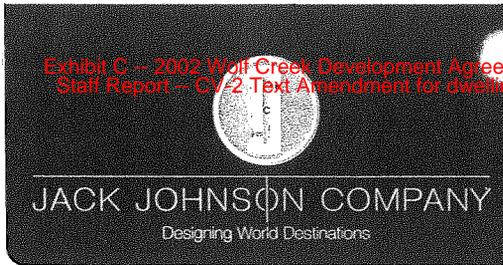 Exhibit C -- 2002 Wolf Creek Development Agree
Staff Report -- CV-2 Text Amendment for dwelli
JACK JOHNSON COMPANY
Designing World Destinations